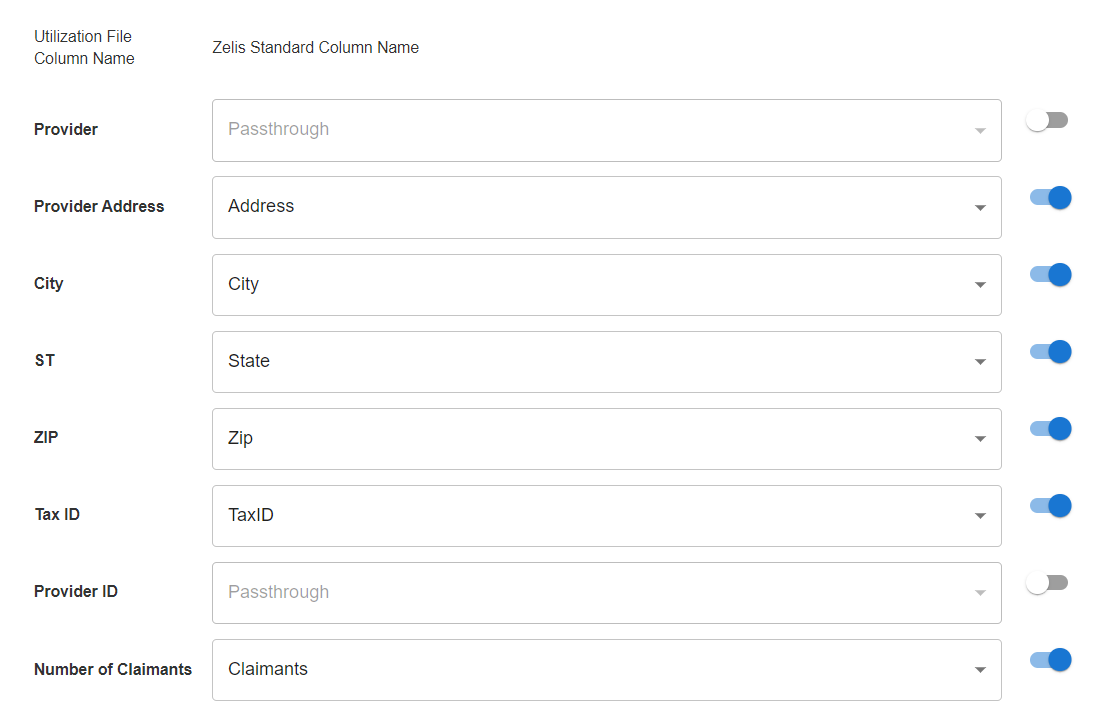 Utilization File
Column Name
Zelis Standard Column Name
Provider
Passthrough
Provider Address
Address
City
City
ST
State
ZIP
Zip
Tax ID
TaxID
Provider ID
Passthrough
Number of Claimants
Claimants